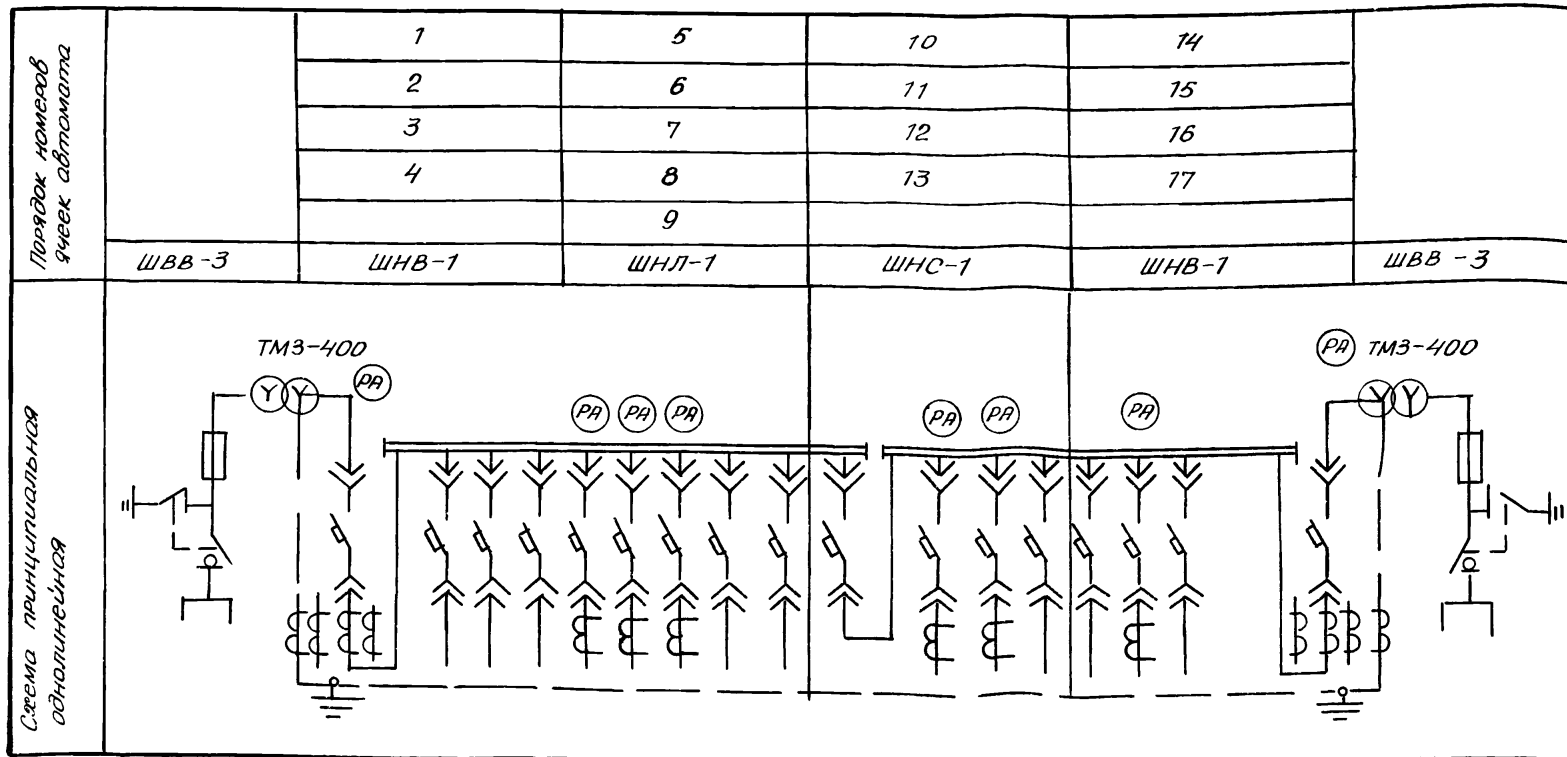 Порядок номеров
ячеек автомата
1 5 10 14
2 6 11 15
3 7 12 16
4 8 13 17
9
ШВВ-3 ШНВ-1 ШНЛ-1 ШНС-1 ШНВ-1 ШВВ-3
Схема принципиальная
однолинейная
ТМЗ-400 PA ТМЗ-400
Y Y PA Y Y
PA PA PA PA PA PA